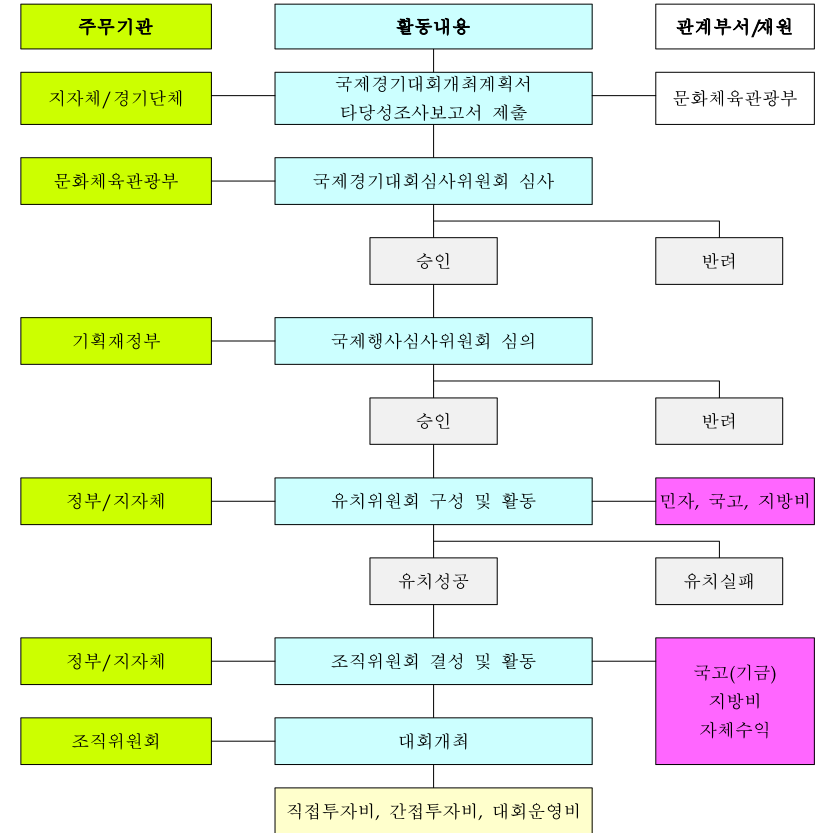 주무기관
활동내용
관계부서/재원
지자체/경기단체
국제경기대회개최계획서
타당성조사보고서 제출
문화체육관광부
문화체육관광부
국제경기대회심사위원회 심사
승인
반려
기획재정부
국제행사심사위원회 심의
승인
반려
정부/지자체
유치위원회 구성 및 활동
민자, 국고, 지방비
유치성공
유치실패
정부/지자체
조직위원회 결성 및 활동
국고(기금)
지방비
자체수익
조직위원회
대회개최
직접투자비, 간접투자비, 대회운영비